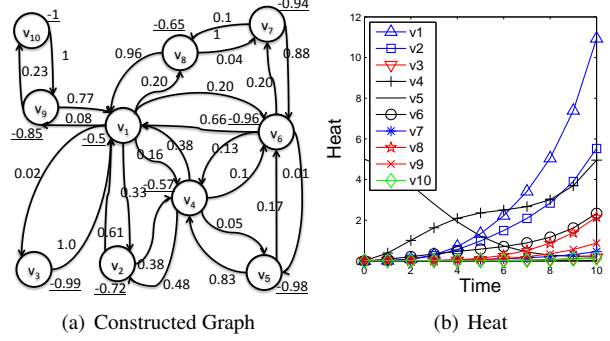 -1
v10
1
0.23
v9
-0.85
0.77
0.08
-0.65
v8
0.96
0.1
1
0.04
-0.94
v7
0.88
0.20
0.20
0.20
v1
-0.5
0.66
-0.96
v6
0.02
0.16
0.38
0.13
0.33
-0.57
v4
0.1
0.01
0.17
v3
-0.99
1.0
0.61
v2
-0.72
0.38
0.48
0.05
0.83
v5
-0.98
(a) Constructed Graph
Heat
12
10
8
6
4
2
0
v1
v2
v3
v4
v5
v6
v7
v8
v9
v10
0 2 4 6 8 10
Time
(b) Heat